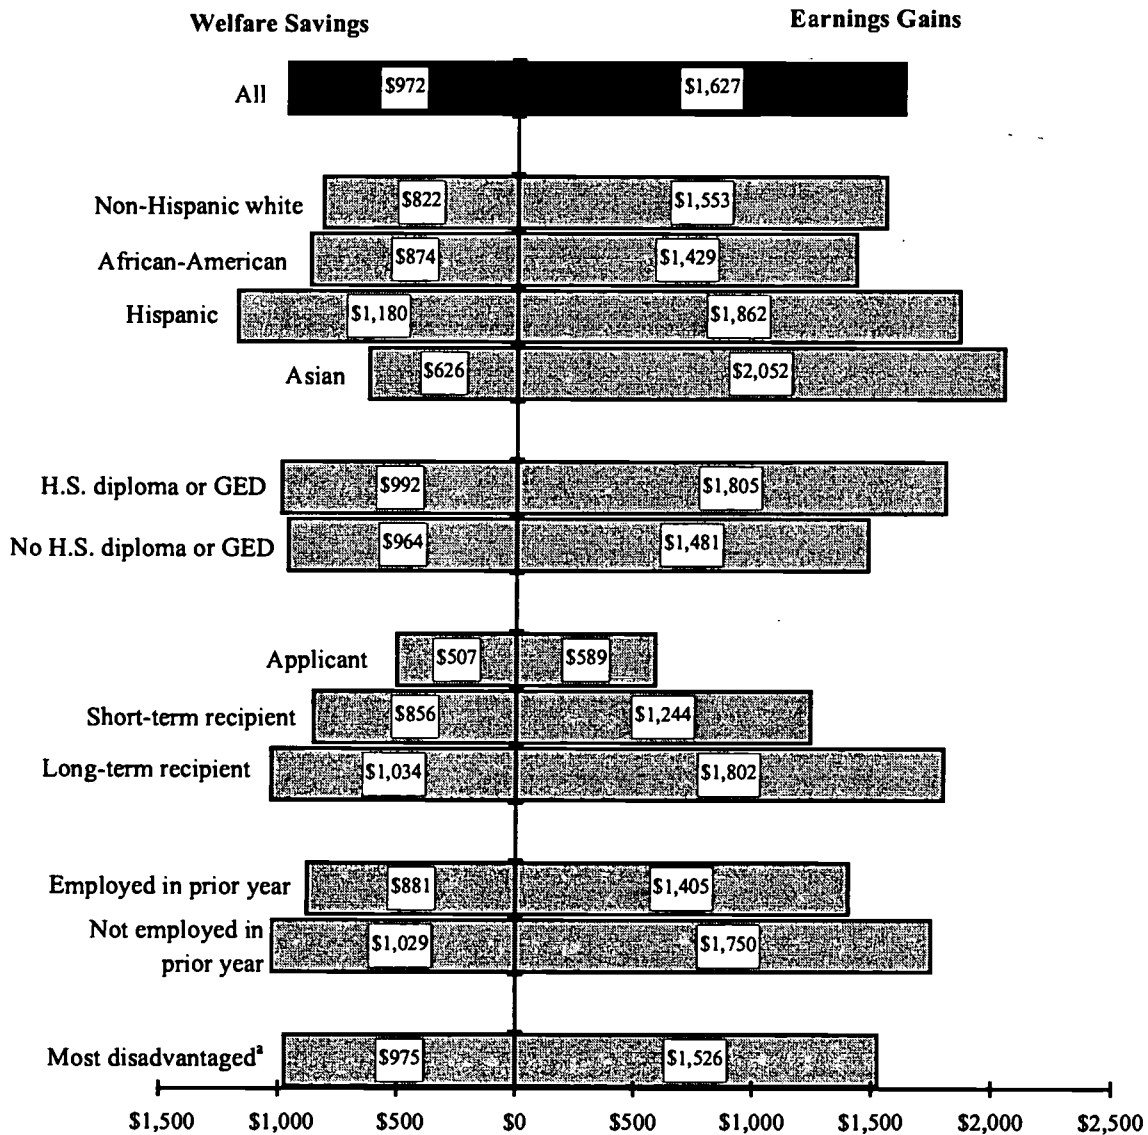 Welfare Savings Earnings Gains
All $972 $1,627
Non-Hispanic white $822 $1,553
African-American $874 $1,429
Hispanic $1,180 $1,862
Asian $626 $2,052
H.S. diploma or GED $992 $1,805
No H.S. diploma or GED $964 $1,481
Applicant $507 $589
Short-term recipient $856 $1,244
Long-term recipient $1,034 $1,802
Employed in prior year $881 $1,405
Not employed in
prior year $1,029 $1,750
Most disadvantagedª $975 $1,526
$1,500 $1,000 $500 $0 $500 $1,000 $1,500 $2,000 $2,500